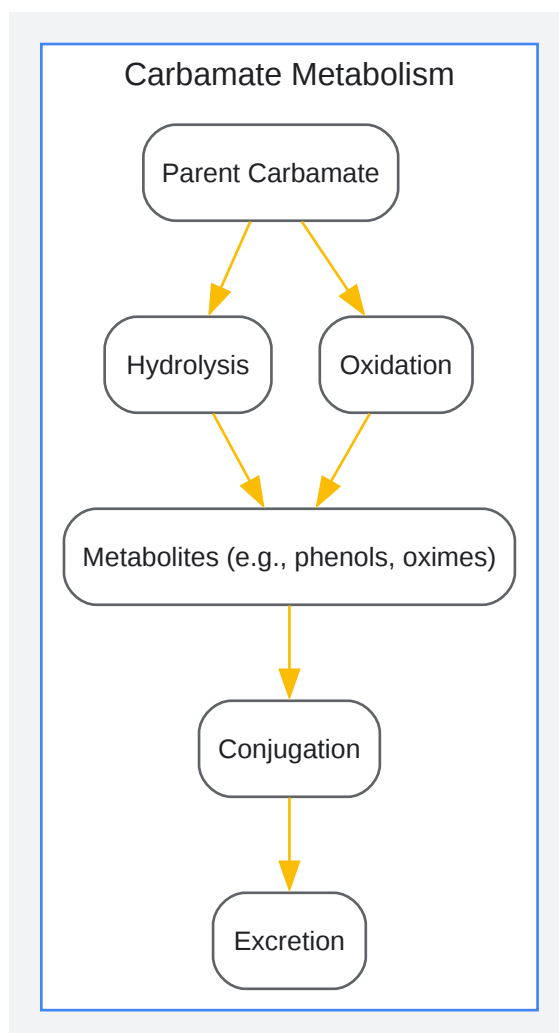 Carbamate Metabolism
Parent Carbamate
Hydrolysis
Oxidation
Metabolites (e.g., phenols, oximes)
Conjugation
Excretion